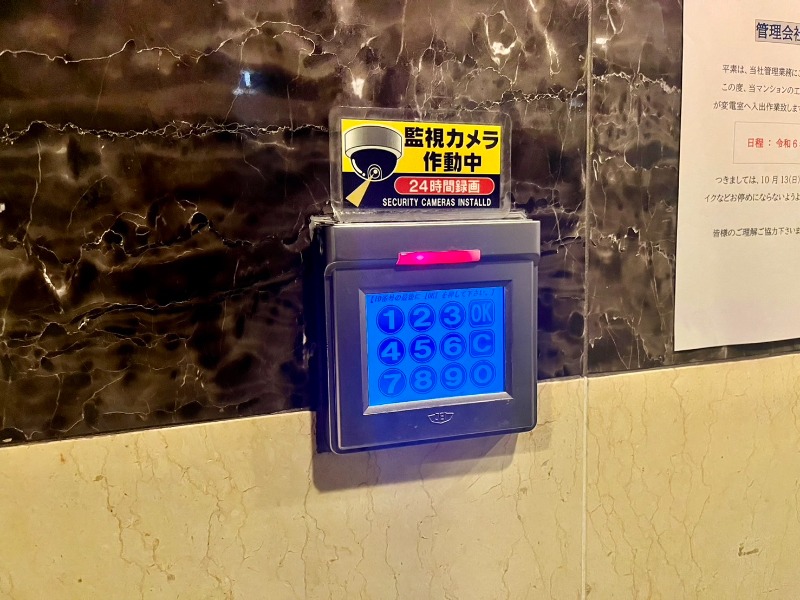 監視カメラ
作動中
24時間録画
SECURITY CAMERAS INSTALLD
1 2 3 OK
4 5 6 C
7 8 9 0
管理会社
平素は、当社管理業務に
この度、当マンションの
が変電室へ入出作業致しま
日程：令和6
つきましては、10月13(日)
イクなどお停めにならないよう
皆様のご理解ご協力下さいま